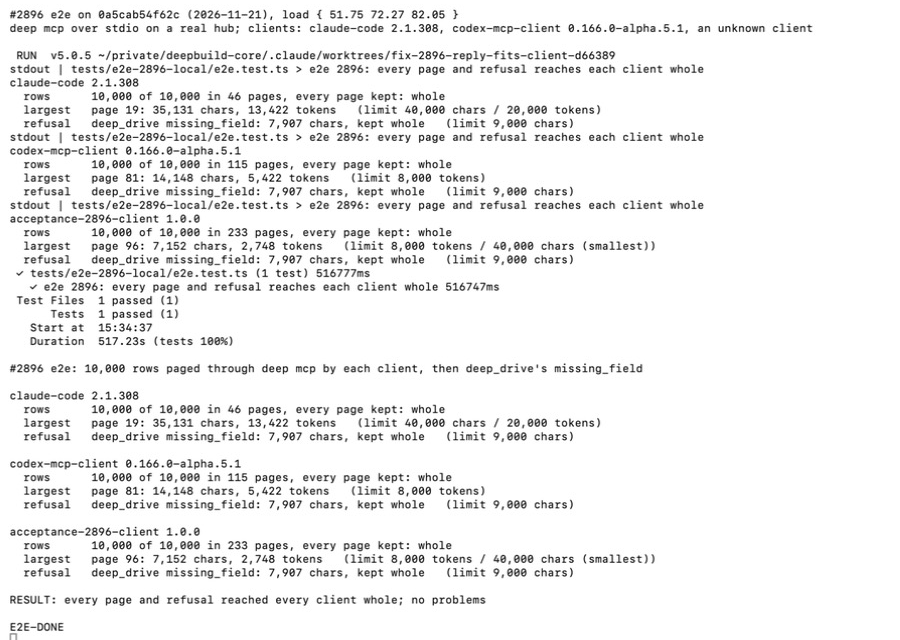 #2896 e2e on 0a5cab54f62c (2026-11-21), load { 51.75 72.27 82.05 }
deep mcp over stdio on a real hub; clients: claude-code 2.1.308, codex-mcp-client 0.166.0-alpha.5.1, an unknown client
RUN  v5.0.5 ~/private/deepbuild-core/.claude/worktrees/fix-2896-reply-fits-client-d66389
stdout | tests/e2e-2896-local/e2e.test.ts > e2e 2896: every page and refusal reaches each client whole
claude-code 2.1.308
  rows     10,000 of 10,000 in 46 pages, every page kept: whole
  largest  page 19: 35,131 chars, 13,422 tokens   (limit 40,000 chars / 20,000 tokens)
  refusal  deep_drive missing_field: 7,907 chars, kept whole   (limit 9,000 chars)
stdout | tests/e2e-2896-local/e2e.test.ts > e2e 2896: every page and refusal reaches each client whole
codex-mcp-client 0.166.0-alpha.5.1
  rows     10,000 of 10,000 in 115 pages, every page kept: whole
  largest  page 81: 14,148 chars, 5,422 tokens   (limit 8,000 tokens)
  refusal  deep_drive missing_field: 7,907 chars, kept whole   (limit 9,000 chars)
stdout | tests/e2e-2896-local/e2e.test.ts > e2e 2896: every page and refusal reaches each client whole
acceptance-2896-client 1.0.0
  rows     10,000 of 10,000 in 233 pages, every page kept: whole
  largest  page 96: 7,152 chars, 2,748 tokens   (limit 8,000 tokens / 40,000 chars (smallest))
  refusal  deep_drive missing_field: 7,907 chars, kept whole   (limit 9,000 chars)
 ✓ tests/e2e-2896-local/e2e.test.ts (1 test) 516777ms
   ✓ e2e 2896: every page and refusal reaches each client whole 516747ms
 Test Files  1 passed (1)
      Tests  1 passed (1)
   Start at  15:34:37
   Duration  517.23s (tests 100%)
#2896 e2e: 10,000 rows paged through deep mcp by each client, then deep_drive's missing_field
claude-code 2.1.308
  rows     10,000 of 10,000 in 46 pages, every page kept: whole
  largest  page 19: 35,131 chars, 13,422 tokens   (limit 40,000 chars / 20,000 tokens)
  refusal  deep_drive missing_field: 7,907 chars, kept whole   (limit 9,000 chars)
codex-mcp-client 0.166.0-alpha.5.1
  rows     10,000 of 10,000 in 115 pages, every page kept: whole
  largest  page 81: 14,148 chars, 5,422 tokens   (limit 8,000 tokens)
  refusal  deep_drive missing_field: 7,907 chars, kept whole   (limit 9,000 chars)
acceptance-2896-client 1.0.0
  rows     10,000 of 10,000 in 233 pages, every page kept: whole
  largest  page 96: 7,152 chars, 2,748 tokens   (limit 8,000 tokens / 40,000 chars (smallest))
  refusal  deep_drive missing_field: 7,907 chars, kept whole   (limit 9,000 chars)
RESULT: every page and refusal reached every client whole; no problems
E2E-DONE